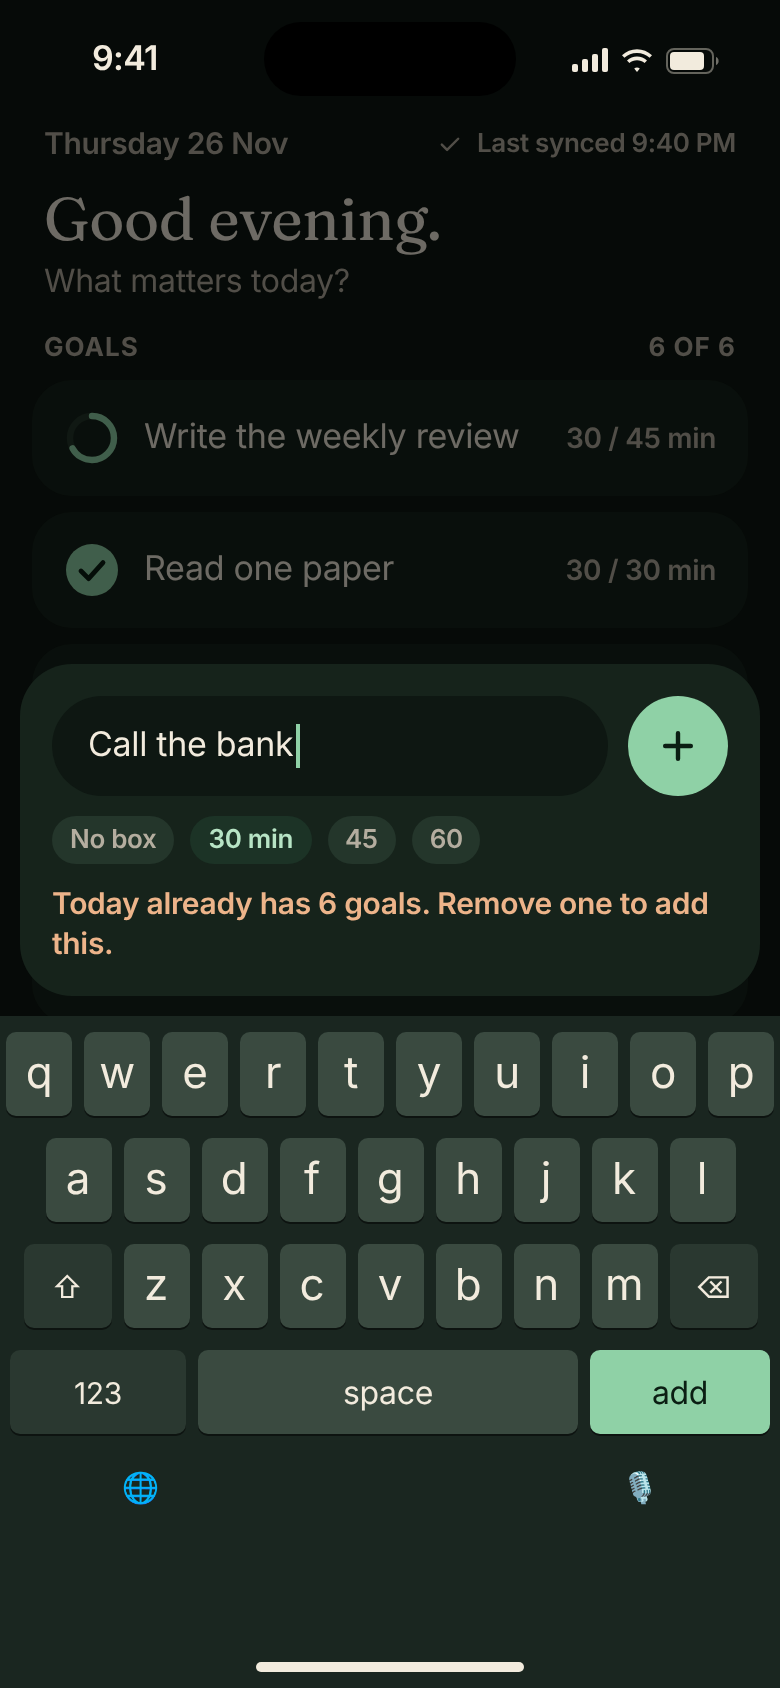 9:41
Thursday 26 Nov
Last synced 9:40 PM
Good evening.
What matters today?
GOALS
6 OF 6
Write the weekly review
30 / 45 min
Read one paper
30 / 30 min
Call the bank
No box
30 min
45
60
Today already has 6 goals. Remove one to add
this.
q w e r t y u i o p
a s d f g h j k l
z x c v b n m
123
space
add